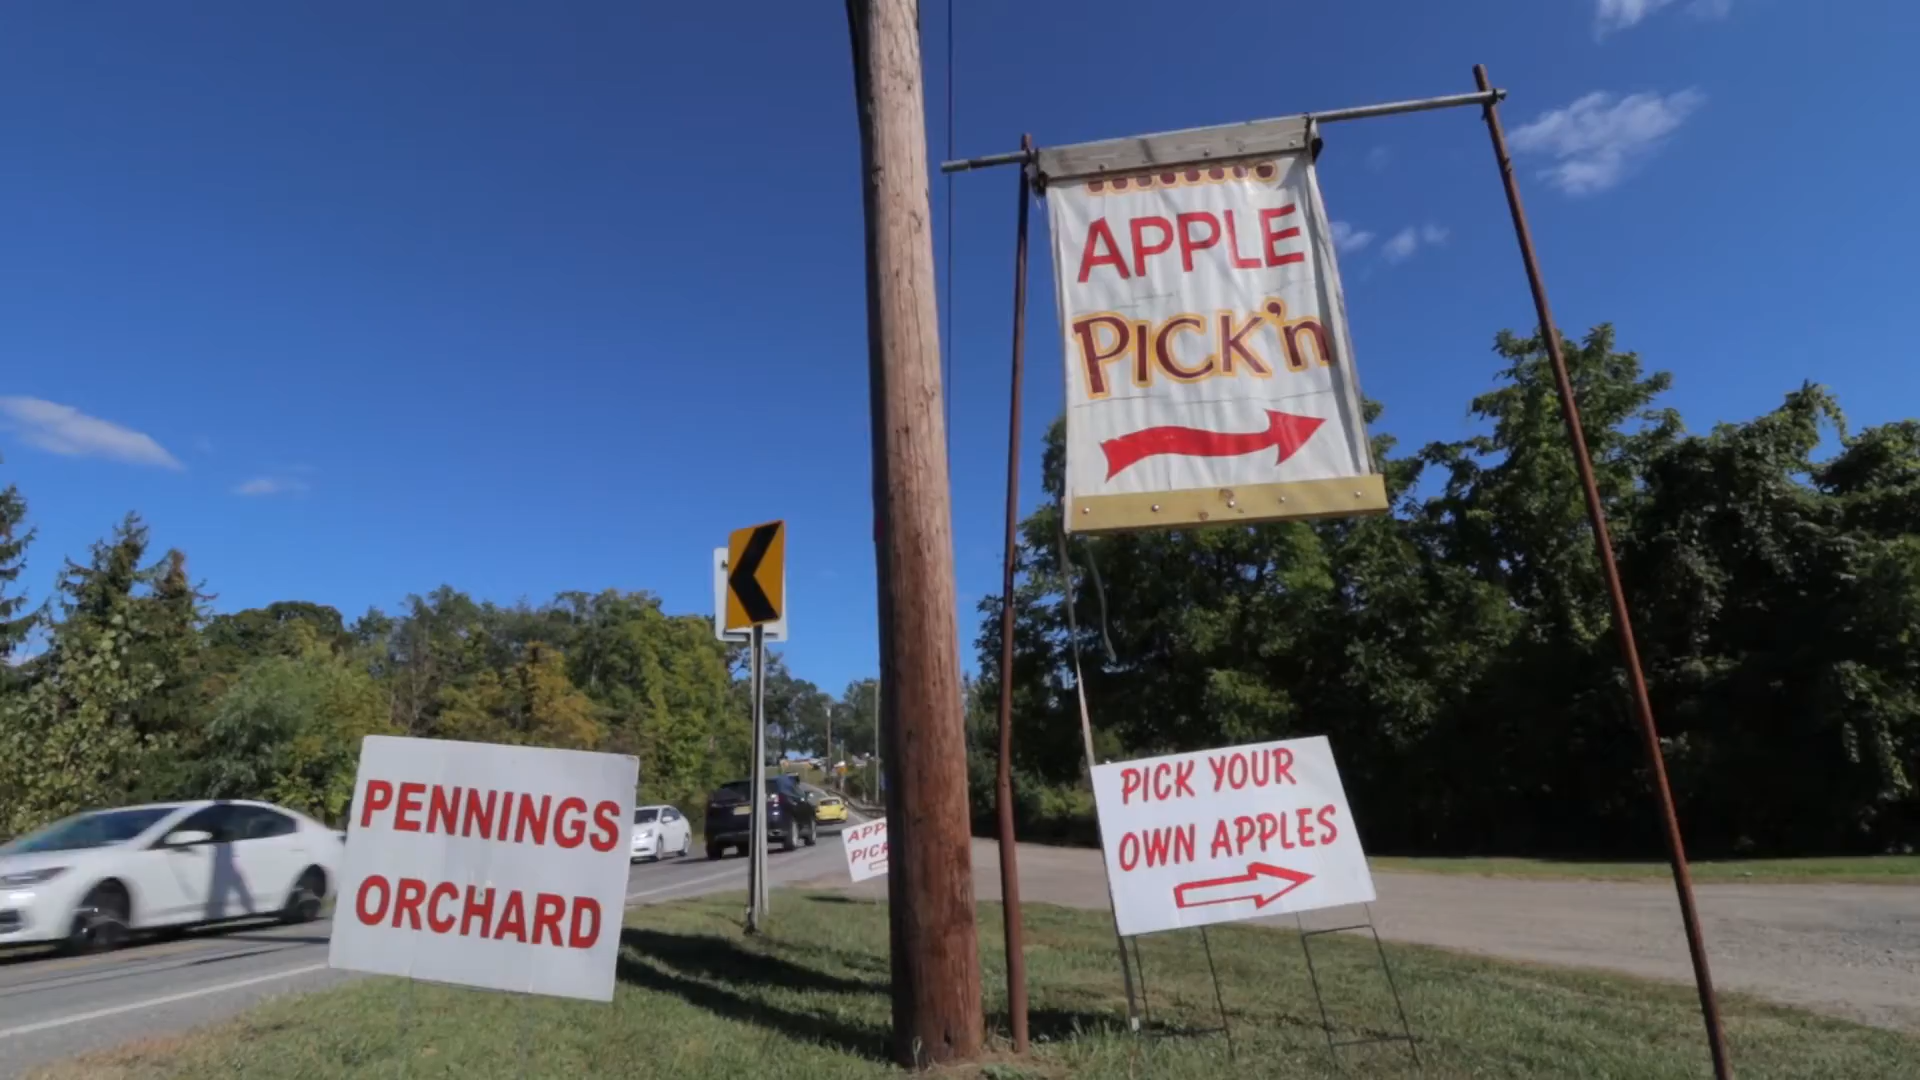 APPLE
PICK'n
PENNINGS
ORCHARD
PICK YOUR
OWN APPLES